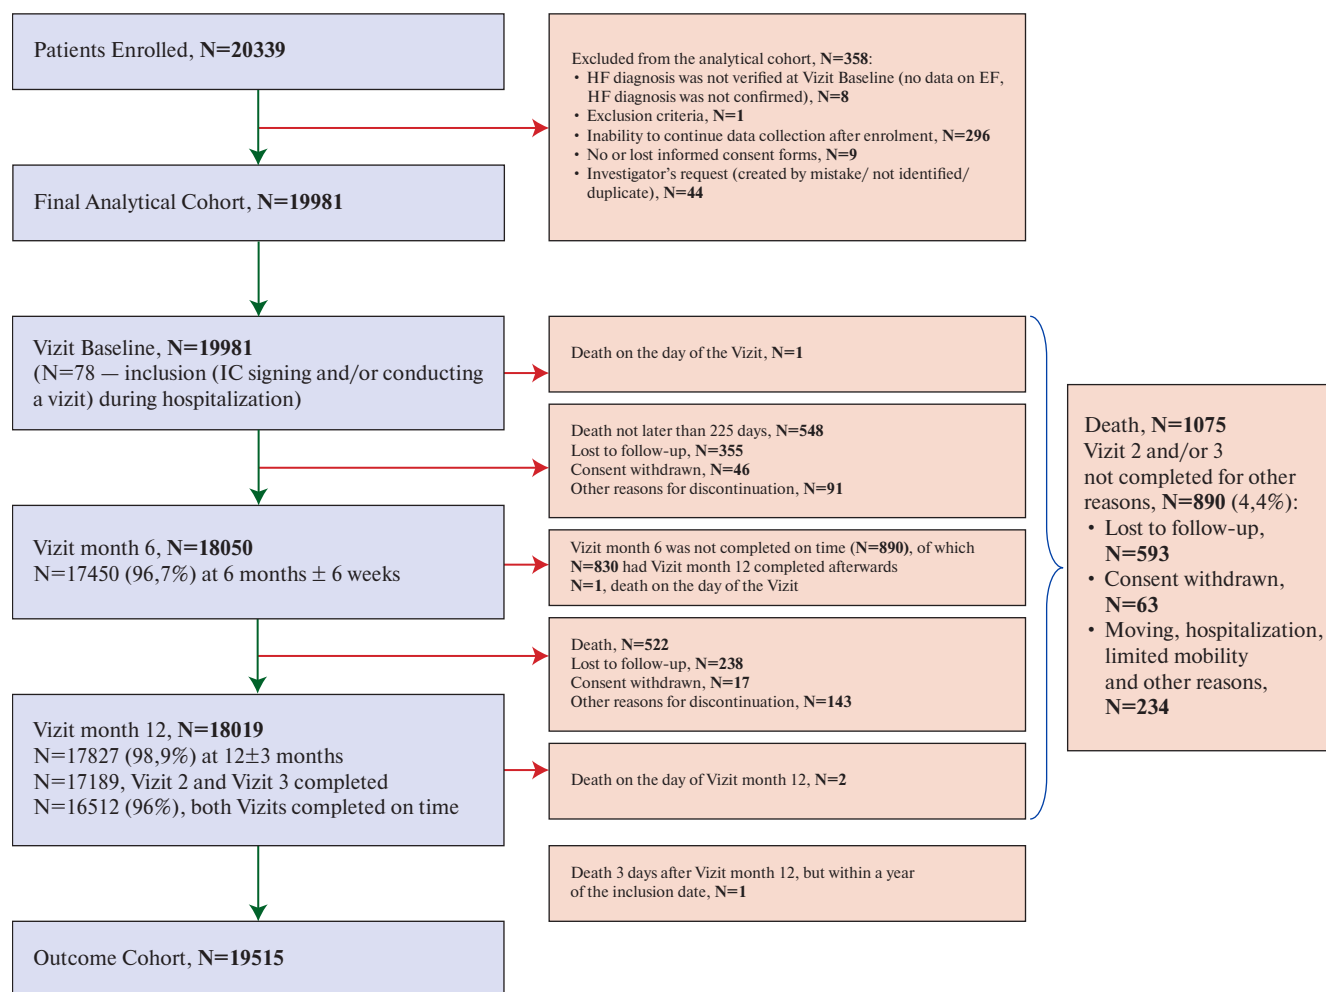 Patients Enrolled, N=20339
Excluded from the analytical cohort, N=358:
• HF diagnosis was not verified at Vizit Baseline (no data on EF,
HF diagnosis was not confirmed), N=8
• Exclusion criteria, N=1
• Inability to continue data collection after enrolment, N=296
• No or lost informed consent forms, N=9
• Investigator's request (created by mistake/ not identified/
duplicate), N=44
Final Analytical Cohort, N=19981
Vizit Baseline, N=19981
(N=78 — inclusion (IC signing and/or conducting
a vizit) during hospitalization)
Death on the day of the Vizit, N=1
Death not later than 225 days, N=548
Lost to follow-up, N=355
Consent withdrawn, N=46
Other reasons for discontinuation, N=91
Vizit month 6, N=18050
N=17450 (96,7%) at 6 months ± 6 weeks
Vizit month 6 was not completed on time (N=890), of which
N=830 had Vizit month 12 completed afterwards
N=1, death on the day of the Vizit
Death, N=522
Lost to follow-up, N=238
Consent withdrawn, N=17
Other reasons for discontinuation, N=143
Vizit month 12, N=18019
N=17827 (98,9%) at 12±3 months
N=17189, Vizit 2 and Vizit 3 completed
N=16512 (96%), both Vizits completed on time
Death on the day of Vizit month 12, N=2
Death 3 days after Vizit month 12, but within a year
of the inclusion date, N=1
Outcome Cohort, N=19515
Death, N=1075
Vizit 2 and/or 3
not completed for other
reasons, N=890 (4,4%):
• Lost to follow-up,
N=593
• Consent withdrawn,
N=63
• Moving, hospitalization,
limited mobility
and other reasons,
N=234